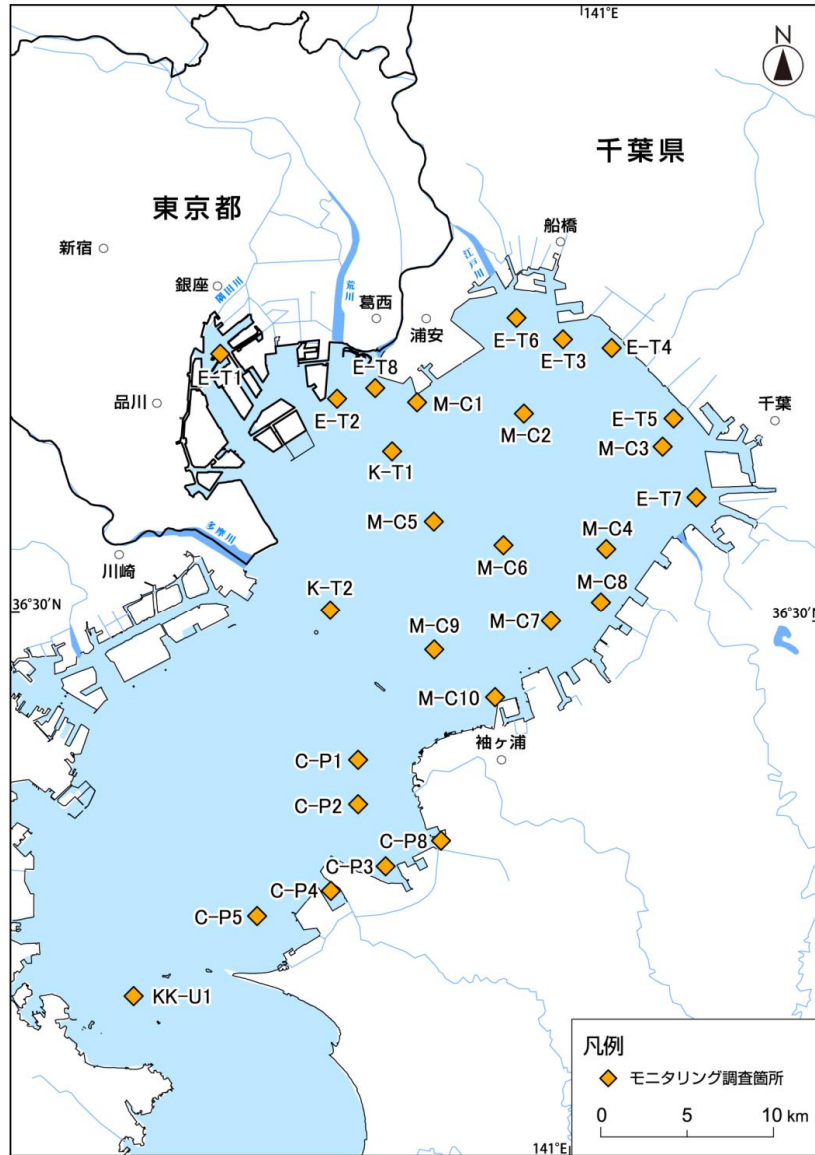 141°E
N
千葉県
東京都
船橋
新宿
江戸川
銀座
隅田川
荒川
葛西
浦安
E-T6
E-T3
E-T4
E-T1
E-T8
品川
E-T2
M-C1
M-C2
E-T5
千葉
M-C3
K-T1
E-T7
M-C5
多摩川
M-C6
M-C4
川崎
M-C8
36°30′N
K-T2
M-C7
36°30′N
M-C9
M-C10
袖ヶ浦
C-P1
C-P2
C-P8
C-P3
C-P4
C-P5
KK-U1
凡例
モニタリング調査箇所
0 5 10 km
141°E